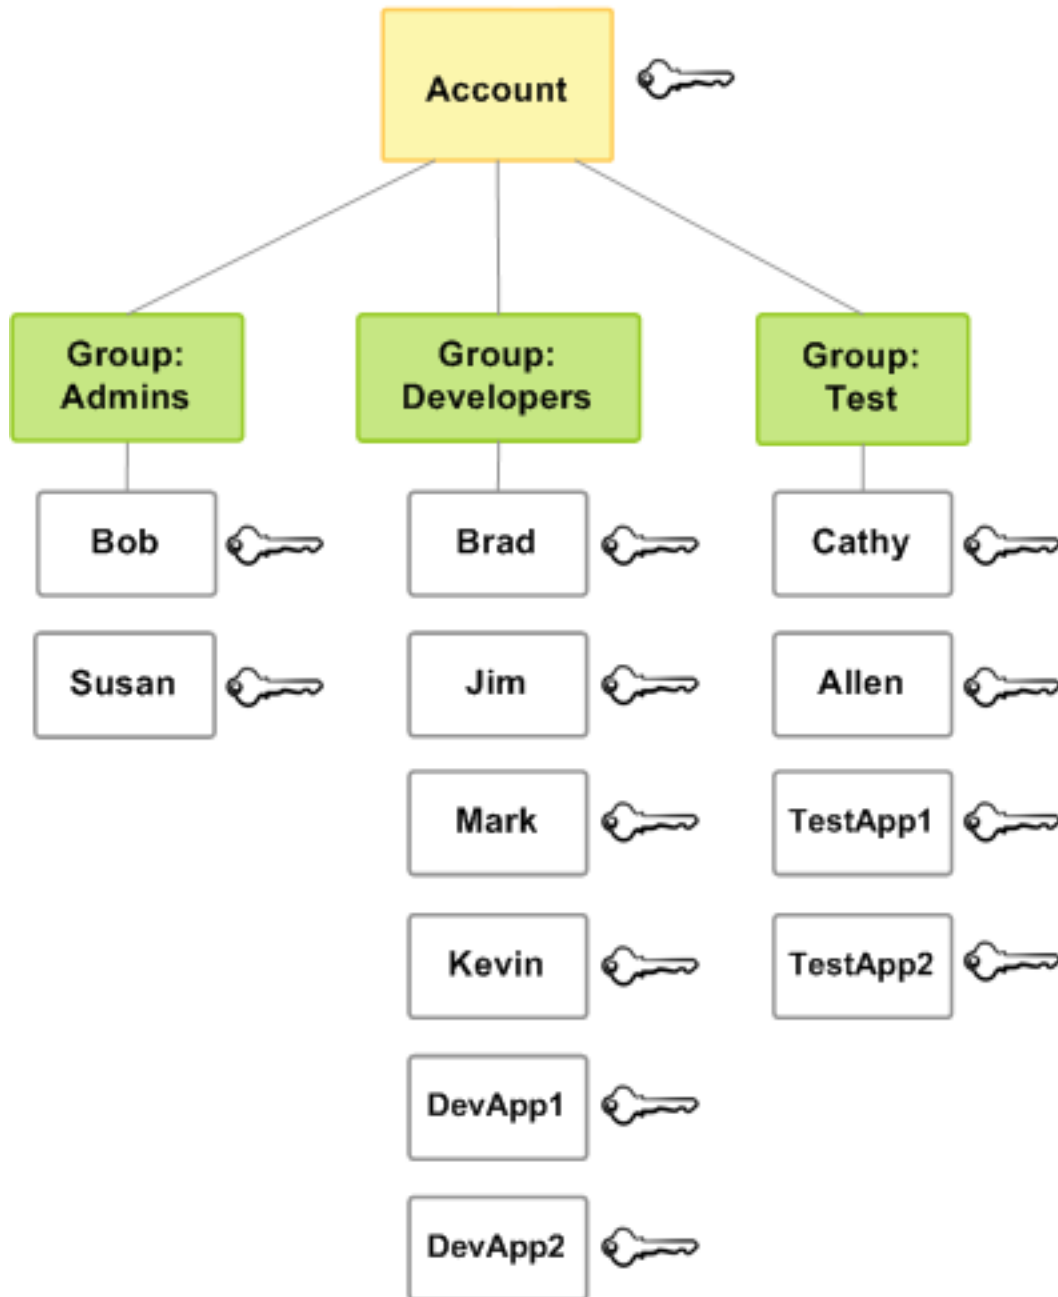 Account
Group:
Admins
Group:
Developers
Group:
Test
Bob
Brad
Cathy
Susan
Jim
Allen
Mark
TestApp1
Kevin
TestApp2
DevApp1
DevApp2